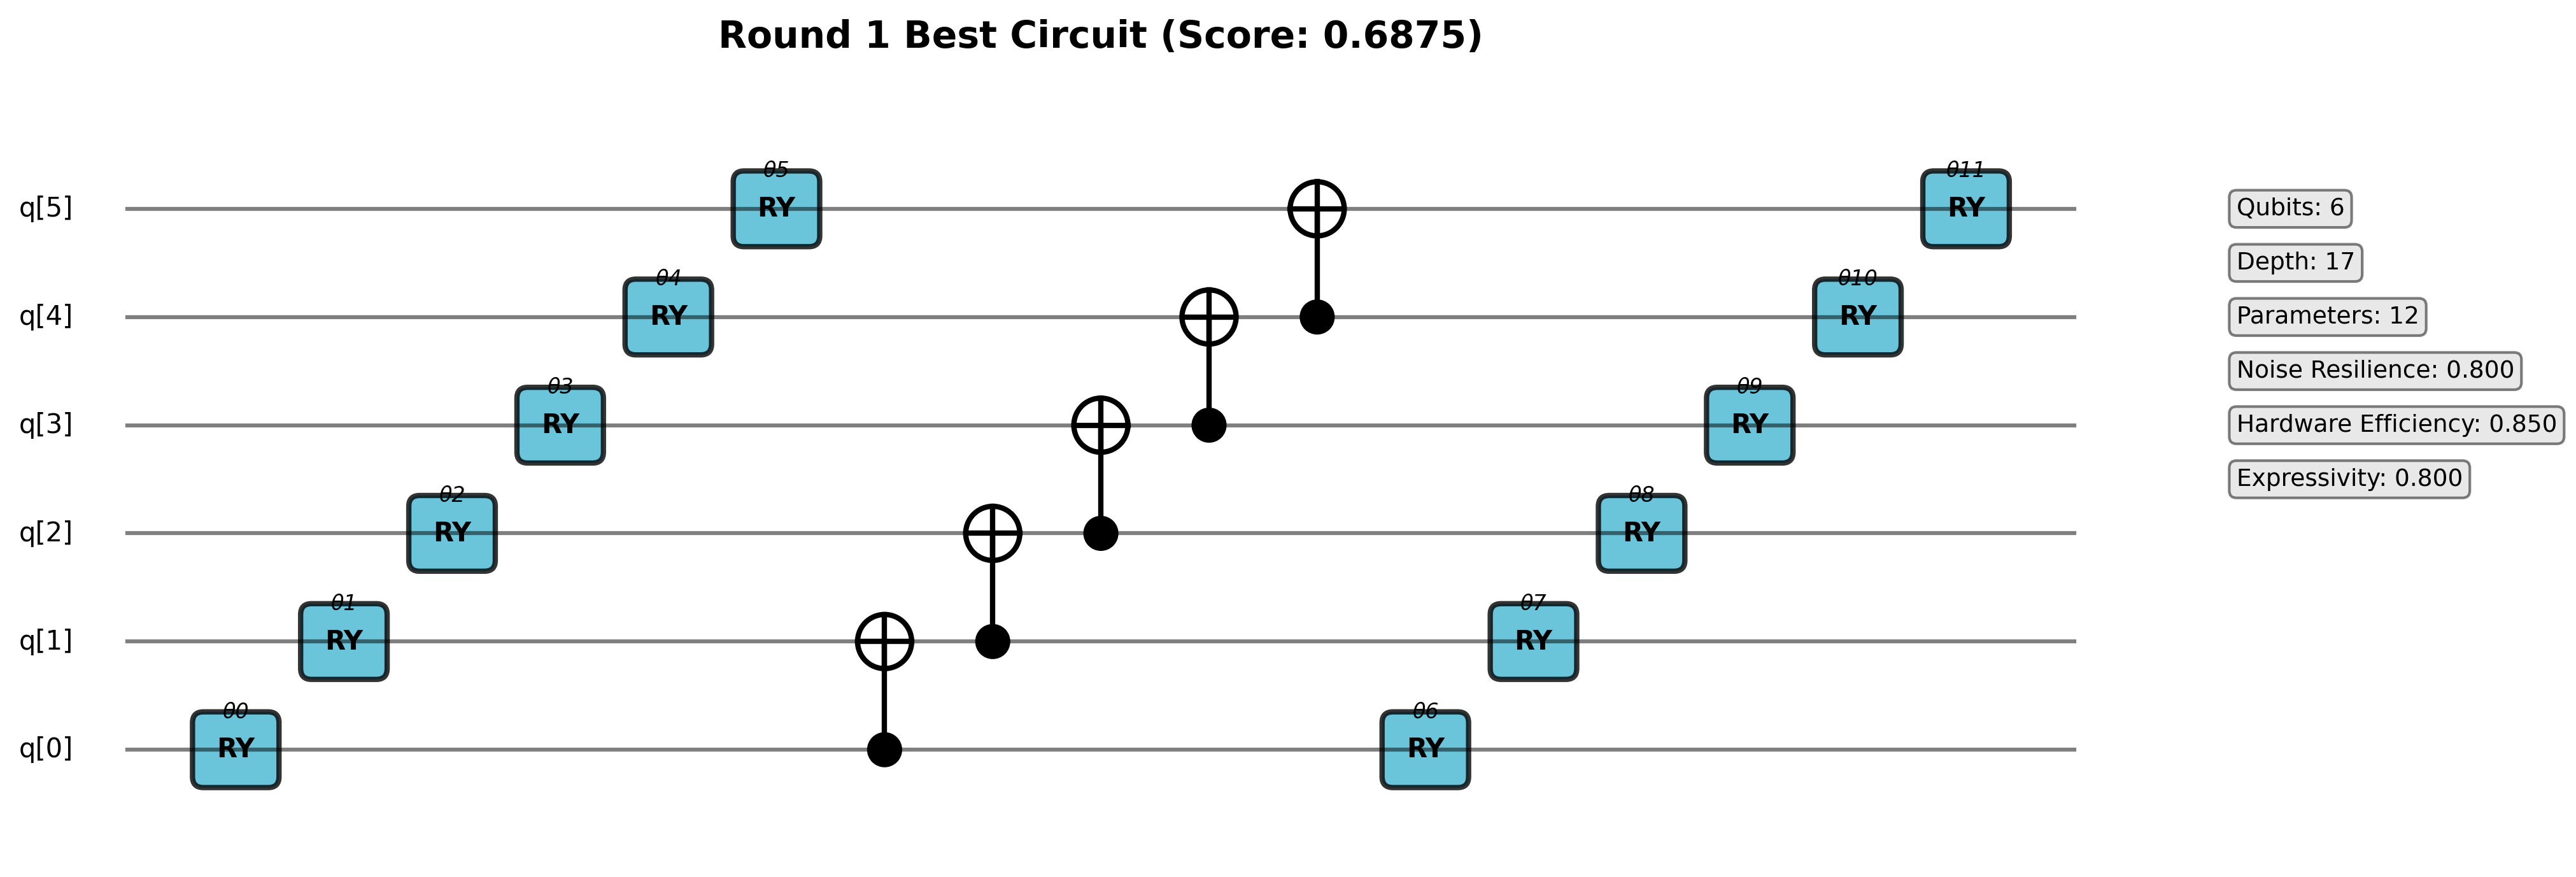 Round 1 Best Circuit (Score: 0.6875)
θ5
θ11
q[5]
RY
RY
Qubits: 6
Depth: 17
θ4
θ10
q[4]
RY
RY
Parameters: 12
Noise Resilience: 0.800
θ3
θ9
q[3]
RY
RY
Hardware Efficiency: 0.850
Expressivity: 0.800
θ2
θ8
q[2]
RY
RY
θ1
θ7
q[1]
RY
RY
θ0
θ6
q[0]
RY
RY